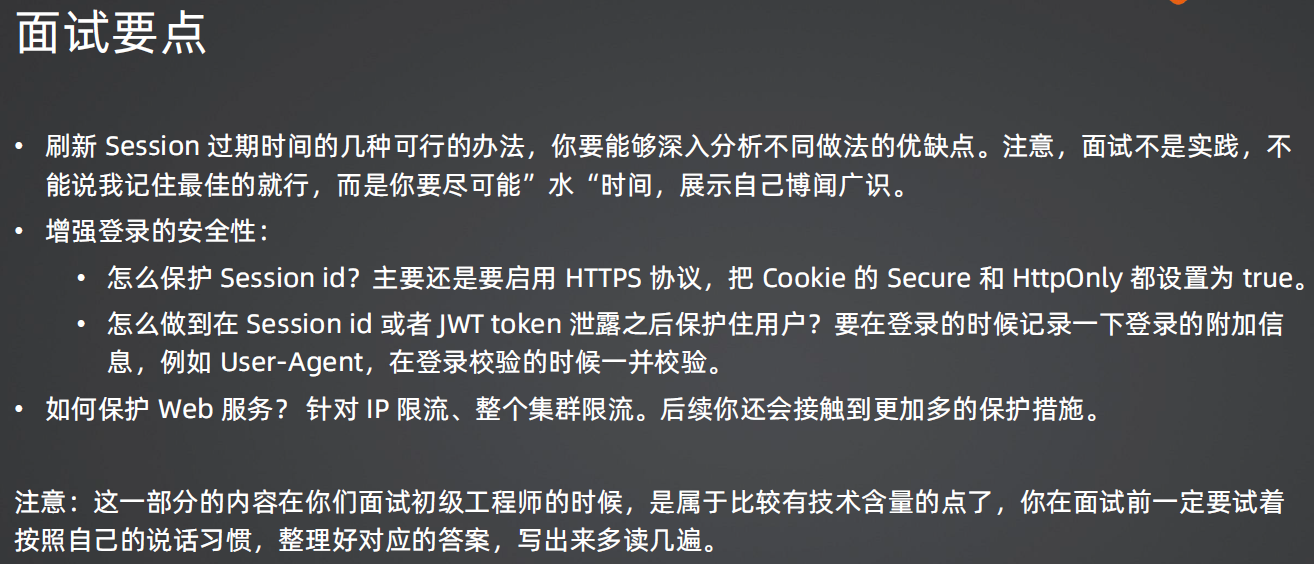 面试要点
• 刷新 Session 过期时间的几种可行的办法，你要能够深入分析不同做法的优缺点。注意，面试不是实践，不
能说我记住最佳的就行，而是你要尽可能”水“时间，展示自己博闻广识。
• 增强登录的安全性：
• 怎么保护 Session id？主要还是要启用 HTTPS 协议，把 Cookie 的 Secure 和 HttpOnly 都设置为 true。
• 怎么做到在 Session id 或者 JWT token 泄露之后保护住用户？要在登录的时候记录一下登录的附加信
息，例如 User-Agent，在登录校验的时候一并校验。
• 如何保护 Web 服务？ 针对 IP 限流、整个集群限流。后续你还会接触到更加多的保护措施。
注意：这一部分的内容在你们面试初级工程师的时候，是属于比较有技术含量的点了，你在面试前一定要试着
按照自己的说话习惯，整理好对应的答案，写出来多读几遍。